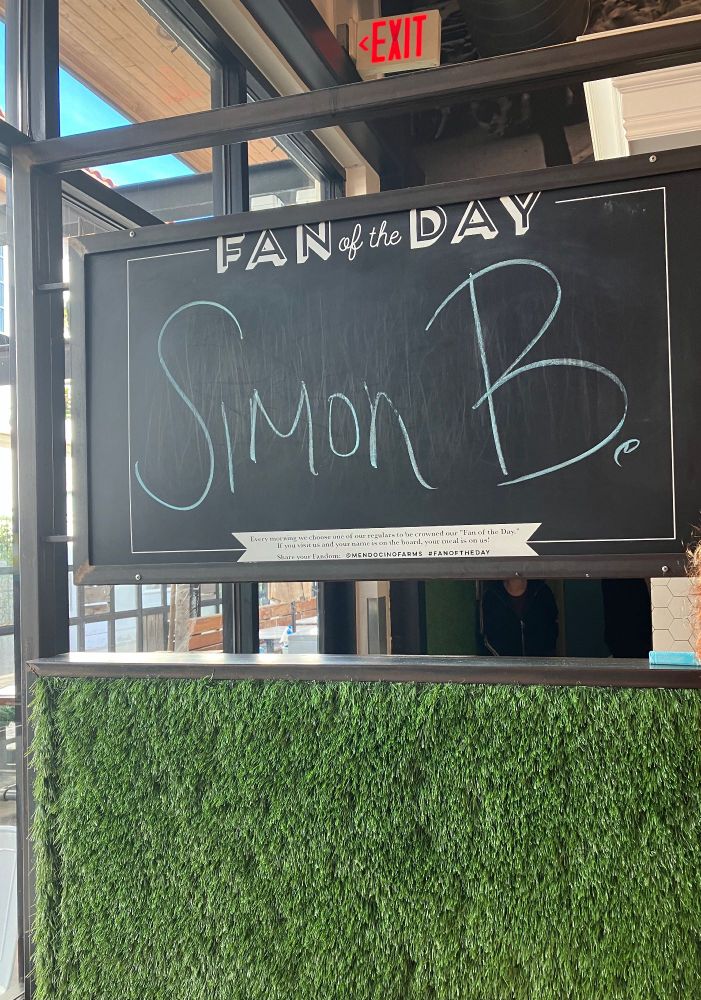 <EXIT
FAN of the DAY
Simon B.
Every morning we choose one of our regulars to be crowned our "Fan of the Day."
If you visit us and your name is on the board, your meal is on us!
Share your Fandom: @MENDOCINOFARMS #FANOFTHEDAY